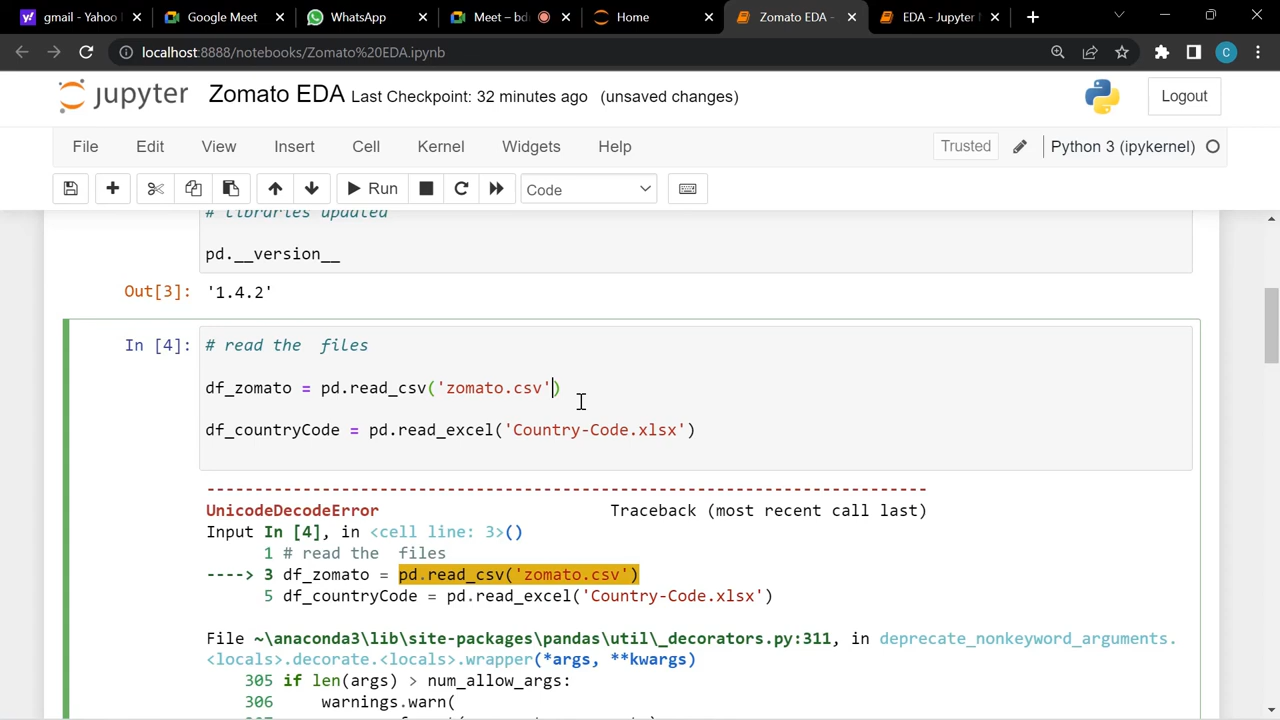 gmail - Yahoo
Google Meet
WhatsApp
Meet – bd
Home
Zomato EDA -
EDA - Jupyter
localhost:8888/notebooks/Zomato%20EDA.ipynb
C
jupyter Zomato EDA Last Checkpoint: 32 minutes ago (unsaved changes)
Logout
File Edit View Insert Cell Kernel Widgets Help
Trusted
Python 3 (ipykernel)
Run
Code
# libraries updated
pd.__version__
Out[3]: '1.4.2'
In [4]: # read the  files
df_zomato = pd.read_csv('zomato.csv')
df_countryCode = pd.read_excel('Country-Code.xlsx')
---------------------------------------------------------------------------
UnicodeDecodeError Traceback (most recent call last)
Input In [4], in <cell line: 3>()
1 # read the  files
----> 3 df_zomato = pd.read_csv('zomato.csv')
5 df_countryCode = pd.read_excel('Country-Code.xlsx')
File ~\anaconda3\lib\site-packages\pandas\util\_decorators.py:311, in deprecate_nonkeyword_arguments.
<locals>.decorate.<locals>.wrapper(*args, **kwargs)
305 if len(args) > num_allow_args:
306 warnings.warn(